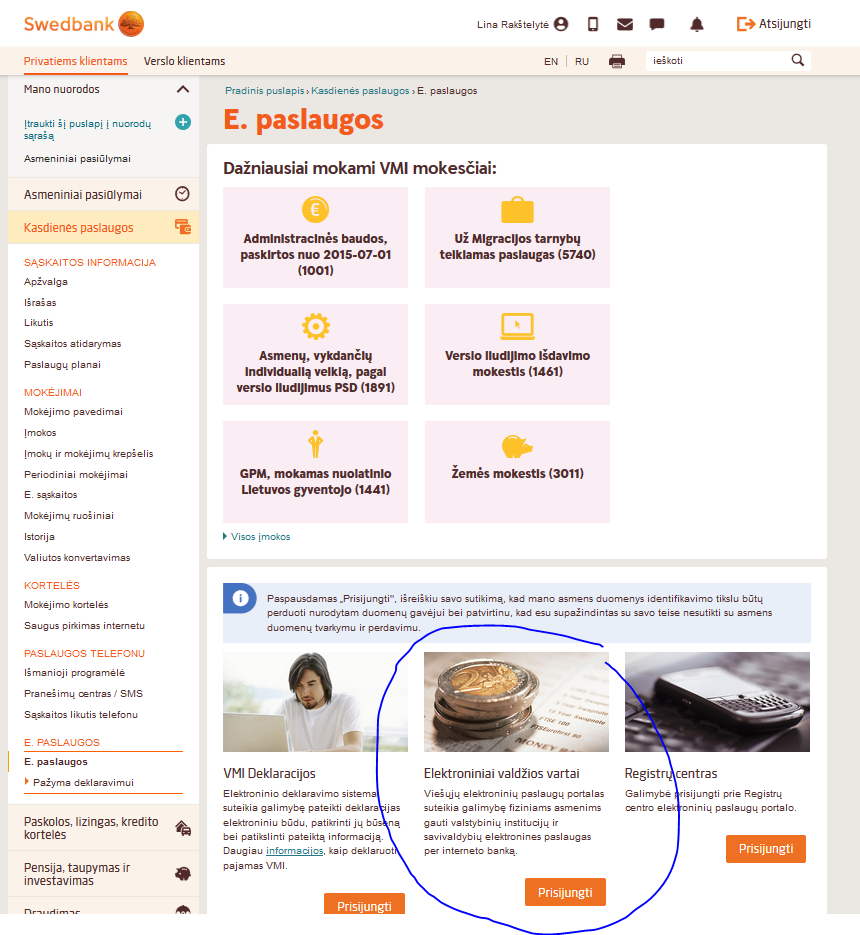 Swedbank
Lina Rakštelytė
Atsijungti
Privatiems klientams
Verslo klientams
EN
RU
ieškoti
Mano nuorodos
Įtraukti šį puslapį į nuorodų
sąrašą
Asmeniniai pasiūlymai
Asmeniniai pasiūlymai
Kasdienės paslaugos
SĄSKAITOS INFORMACIJA
Apžvalga
Išrašas
Likutis
Sąskaitos atidarymas
Paslaugų planai
MOKĖJIMAI
Mokėjimo pavedimai
Įmokos
Įmokų ir mokėjimų krepšelis
Periodiniai mokėjimai
E. sąskaitos
Mokėjimų ruošiniai
Istorija
Valiutos konvertavimas
KORTELĖS
Mokėjimo kortelės
Saugus pirkimas internetu
PASLAUGOS TELEFONU
Išmanioji programėlė
Pranešimų centras / SMS
Sąskaitos likutis telefonu
E. PASLAUGOS
E. paslaugos
Pažyma deklaravimui
Paskolos, lizingas, kredito
kortelės
Pensija, taupymas ir
investavimas
Draudimas
Pradinis puslapis › Kasdienės paslaugos › E. paslaugos
E. paslaugos
Dažniausiai mokami VMI mokesčiai:
Administracinės baudos,
paskirtos nuo 2015-07-01
(1001)
Už Migracijos tarnybų
teikiamas paslaugas (5740)
Asmenų, vykdančių
individualią veiklą, pagal
verslo liudijimus PSD (1891)
Verslo liudijimo išdavimo
mokestis (1461)
GPM, mokamas nuolatinio
Lietuvos gyventojo (1441)
Žemės mokestis (3011)
Visos įmokos
Paspausdamas „Prisijungti", išreiškiu savo sutikimą, kad mano asmens duomenys identifikavimo tikslu būtų
perduoti nurodytam duomenų gavėjui bei patvirtinu, kad esu supažindintas su savo teise nesutikti su asmens
duomenų tvarkymu ir perdavimu.
FTSE 100
FTSE Eurofirst 80
MONEY
10 Year Swapnote
VMI Deklaracijos
Elektroninio deklaravimo sistema
suteikia galimybę pateikti deklaracijas
elektroniniu būdu, patikrinti jų būseną
bei patikslinti pateiktą informaciją.
Daugiau informacijos, kaip deklaruoti
pajamas VMI.
Prisijungti
Elektroniniai valdžios vartai
Viešųjų elektroninių paslaugų portalas
suteikia galimybę fiziniams asmenims
gauti valstybinių institucijų ir
savivaldybių elektronines paslaugas
per interneto banką.
Prisijungti
Registrų centras
Galimybė prisijungti prie Registrų
centro elektroninių paslaugų portalo.
Prisijungti